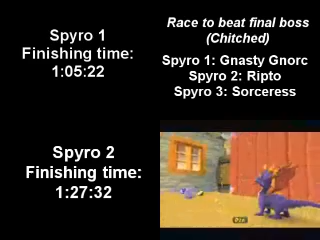 Spyro 1
Finishing time:
1:05:22
Race to beat final boss
(Chitched)
Spyro 1: Gnasty Gnorc
Spyro 2: Ripto
Spyro 3: Sorceress
Spyro 2
Finishing time:
1:27:32